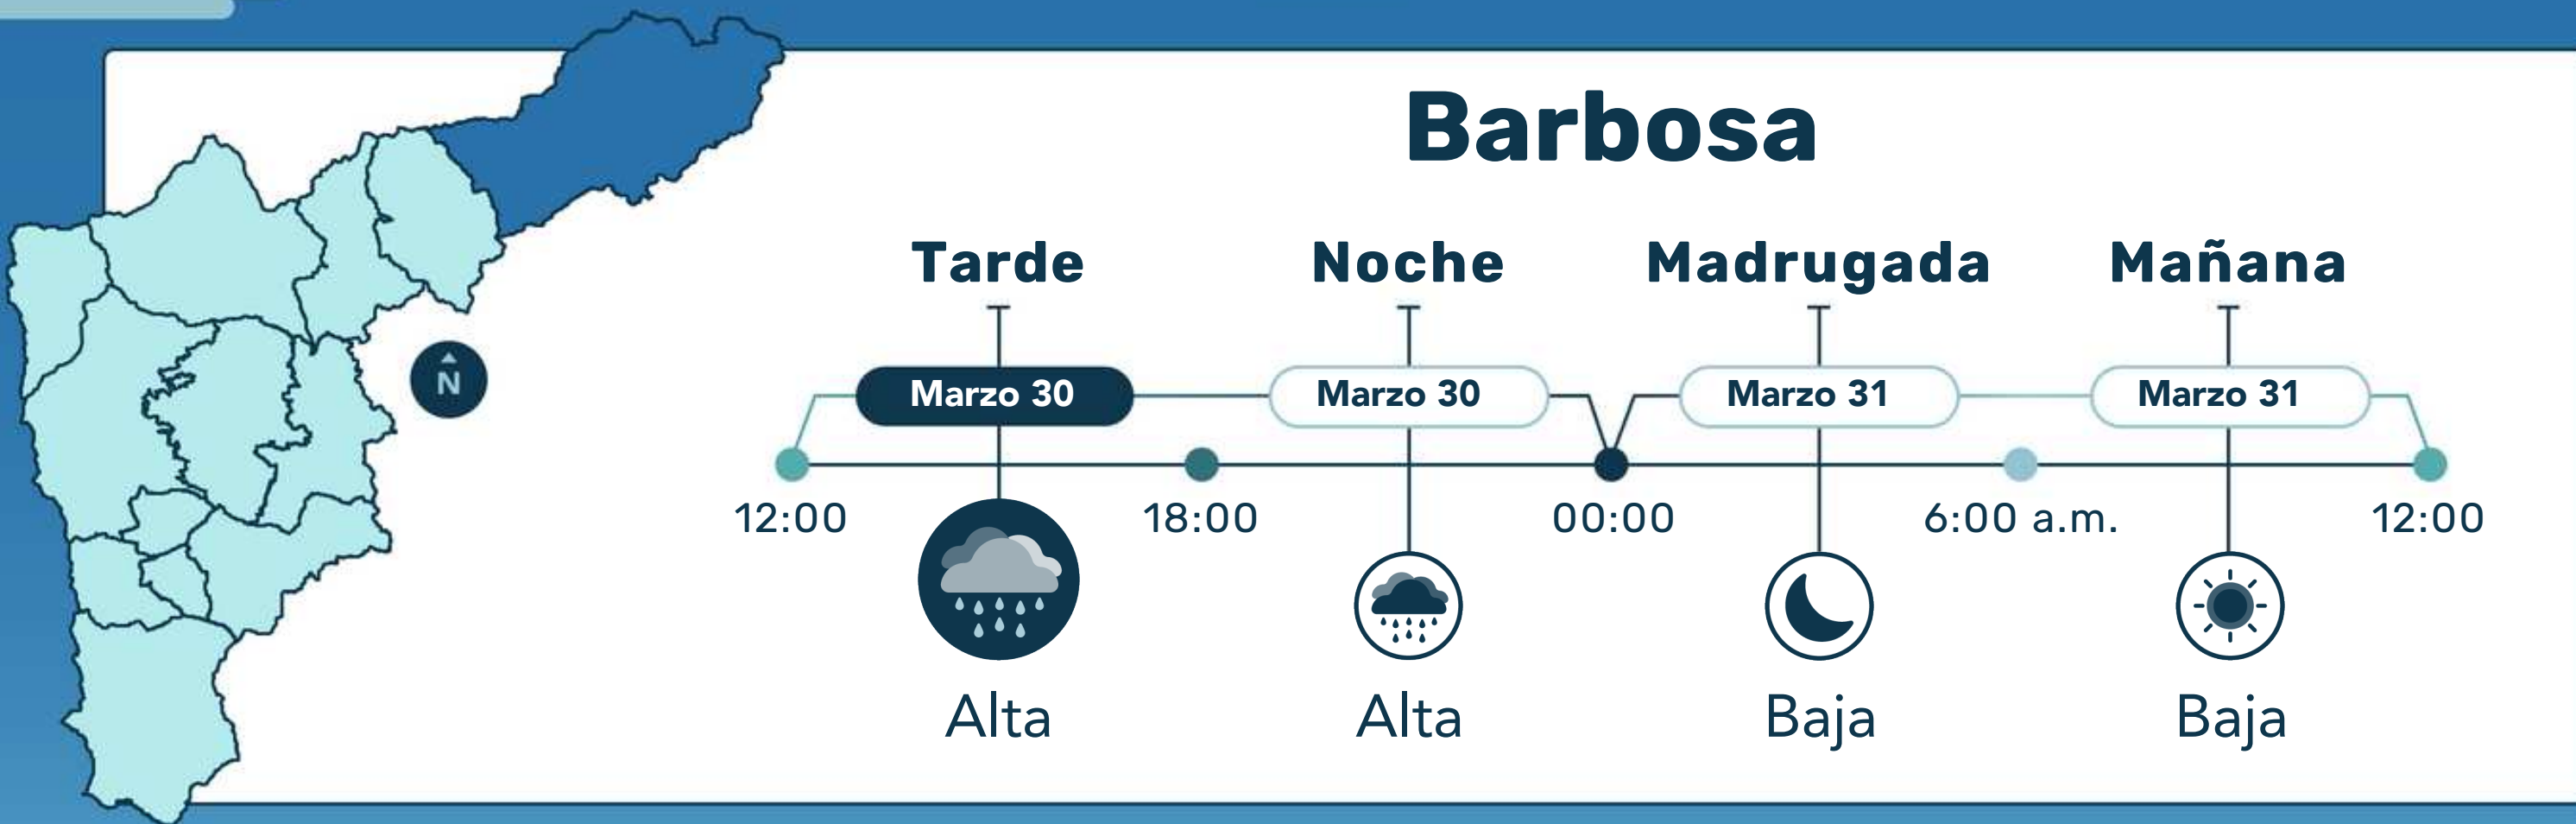 Barbosa
Tarde Noche Madrugada Mañana
Marzo 30 Marzo 30 Marzo 31 Marzo 31
N
12:00 18:00 00:00 6:00 a.m. 12:00
Alta Alta Baja Baja